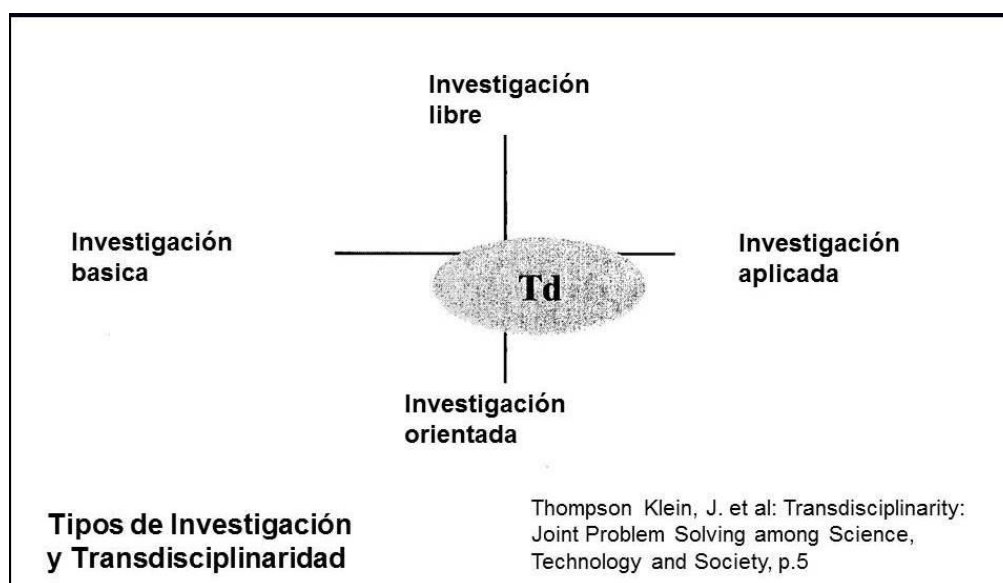 Investigación
libre
Investigación
basica
Investigación
aplicada
Td
Investigación
orientada
Tipos de Investigación
y Transdisciplinaridad
Thompson Klein, J. et al: Transdisciplinarity:
Joint Problem Solving among Science,
Technology and Society, p.5